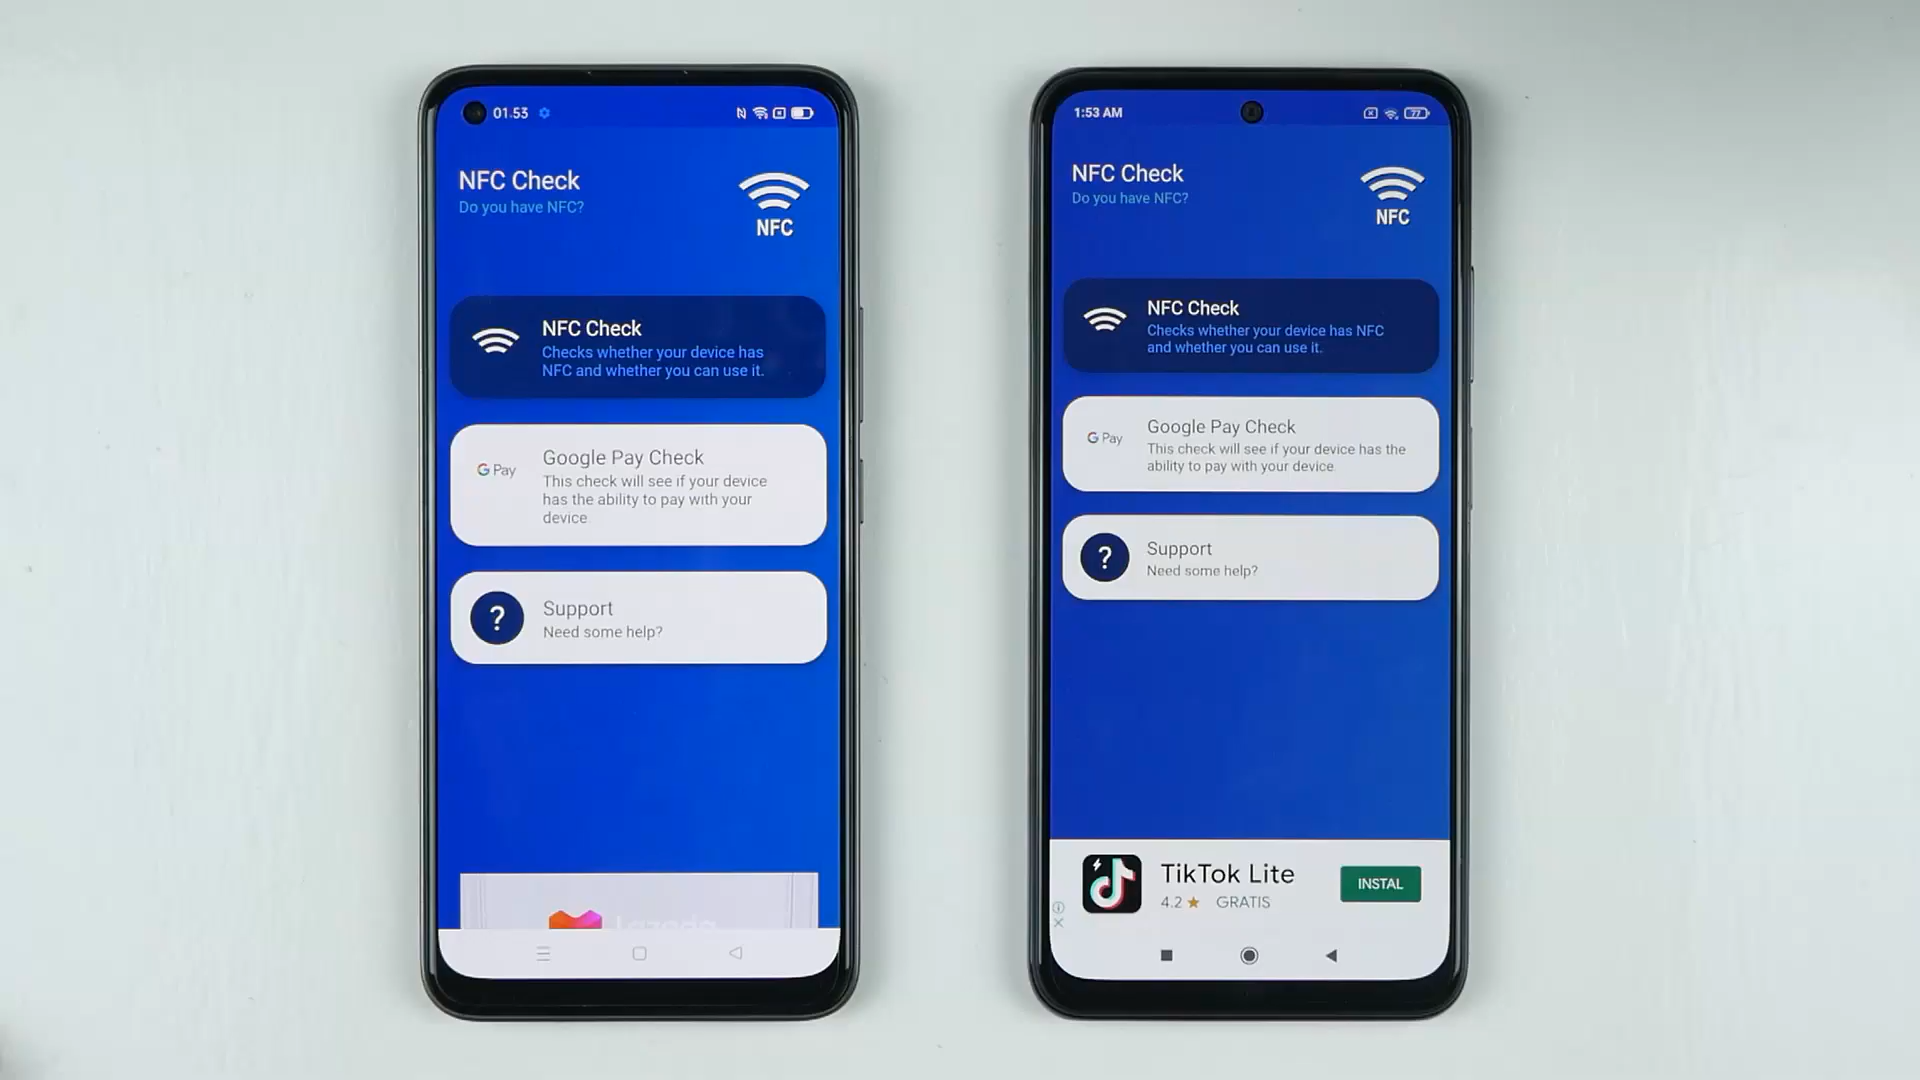 01.53
NFC Check
Do you have NFC?
NFC
NFC Check
Checks whether your device has
NFC and whether you can use it.
G Pay
Google Pay Check
This check will see if your device
has the ability to pay with your
device.
?
Support
Need some help?
Lazada
1:53 AM
77
NFC Check
Do you have NFC?
NFC
NFC Check
Checks whether your device has NFC
and whether you can use it.
G Pay
Google Pay Check
This check will see if your device has the
ability to pay with your device.
?
Support
Need some help?
TikTok Lite
4.2 ★ GRATIS
INSTAL